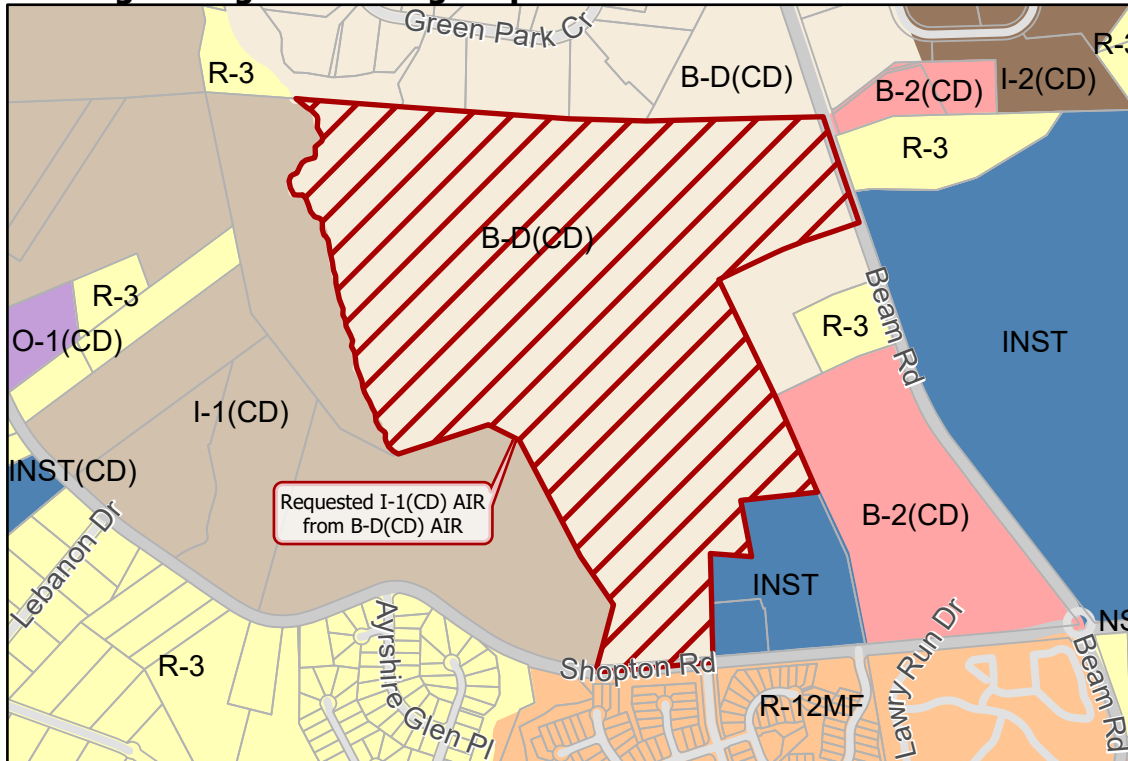 Green Park Cr
R-3
B-D(CD)
B-2(CD)
I-2(CD)
R-3
R-3
B-D(CD)
R-3
O-1(CD)
Beam Rd
R-3
INST
I-1(CD)
INST(CD)
Requested I-1(CD) AIR
from B-D(CD) AIR
B-2(CD)
Lebanon Dr
INST
Ayrshire Glen Pl
R-3
Shopton Rd
R-12MF
Lawry Run Dr
Beam Rd